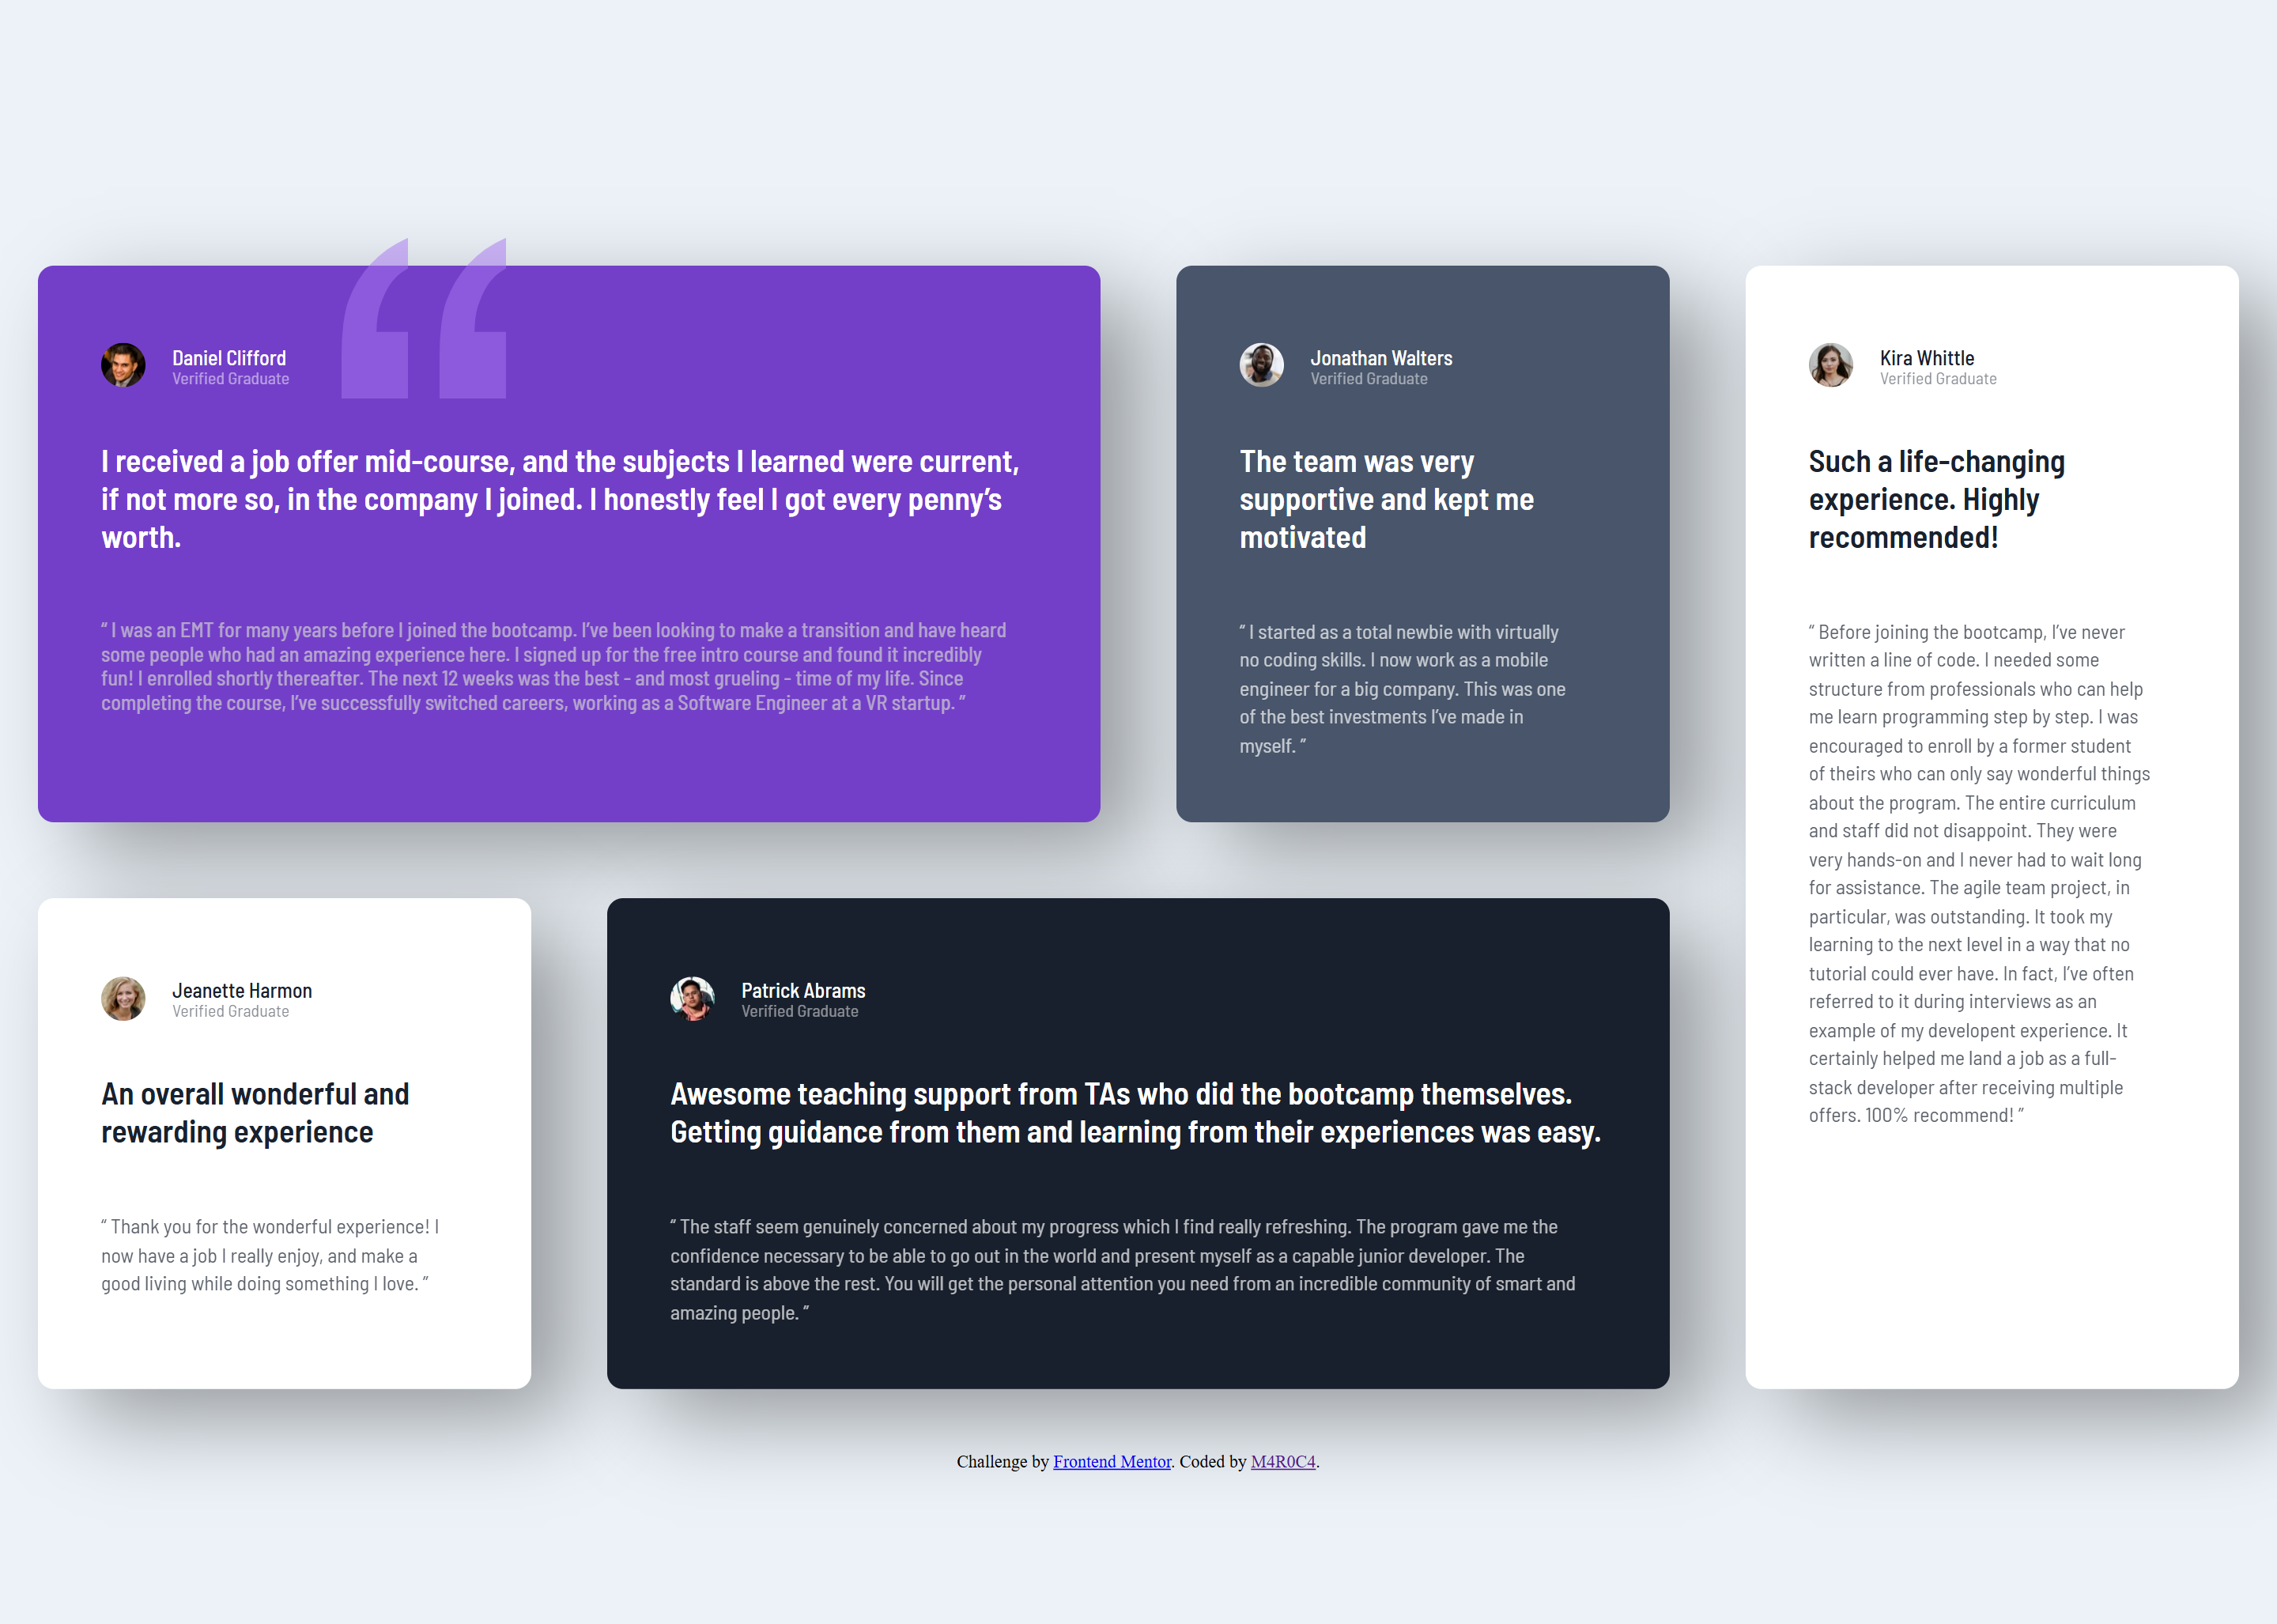 Daniel Clifford
Verified Graduate
I received a job offer mid-course, and the subjects I learned were current,
if not more so, in the company I joined. I honestly feel I got every penny’s
worth.
“ I was an EMT for many years before I joined the bootcamp. I’ve been looking to make a transition and have heard
some people who had an amazing experience here. I signed up for the free intro course and found it incredibly
fun! I enrolled shortly thereafter. The next 12 weeks was the best - and most grueling - time of my life. Since
completing the course, I’ve successfully switched careers, working as a Software Engineer at a VR startup. ”
Jonathan Walters
Verified Graduate
The team was very
supportive and kept me
motivated
“ I started as a total newbie with virtually
no coding skills. I now work as a mobile
engineer for a big company. This was one
of the best investments I’ve made in
myself. ”
Kira Whittle
Verified Graduate
Such a life-changing
experience. Highly
recommended!
“ Before joining the bootcamp, I’ve never
written a line of code. I needed some
structure from professionals who can help
me learn programming step by step. I was
encouraged to enroll by a former student
of theirs who can only say wonderful things
about the program. The entire curriculum
and staff did not disappoint. They were
very hands-on and I never had to wait long
for assistance. The agile team project, in
particular, was outstanding. It took my
learning to the next level in a way that no
tutorial could ever have. In fact, I’ve often
referred to it during interviews as an
example of my developent experience. It
certainly helped me land a job as a full-
stack developer after receiving multiple
offers. 100% recommend! ”
Jeanette Harmon
Verified Graduate
An overall wonderful and
rewarding experience
“ Thank you for the wonderful experience! I
now have a job I really enjoy, and make a
good living while doing something I love. ”
Patrick Abrams
Verified Graduate
Awesome teaching support from TAs who did the bootcamp themselves.
Getting guidance from them and learning from their experiences was easy.
“ The staff seem genuinely concerned about my progress which I find really refreshing. The program gave me the
confidence necessary to be able to go out in the world and present myself as a capable junior developer. The
standard is above the rest. You will get the personal attention you need from an incredible community of smart and
amazing people. ”
Challenge by Frontend Mentor. Coded by M4R0C4.